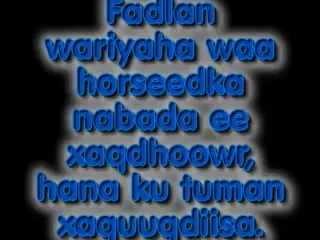 Fadlan
wariyaha waa
horseedka
nabada ee
xaqdhoowr,
hana ku tuman
xaquuqdiisa.